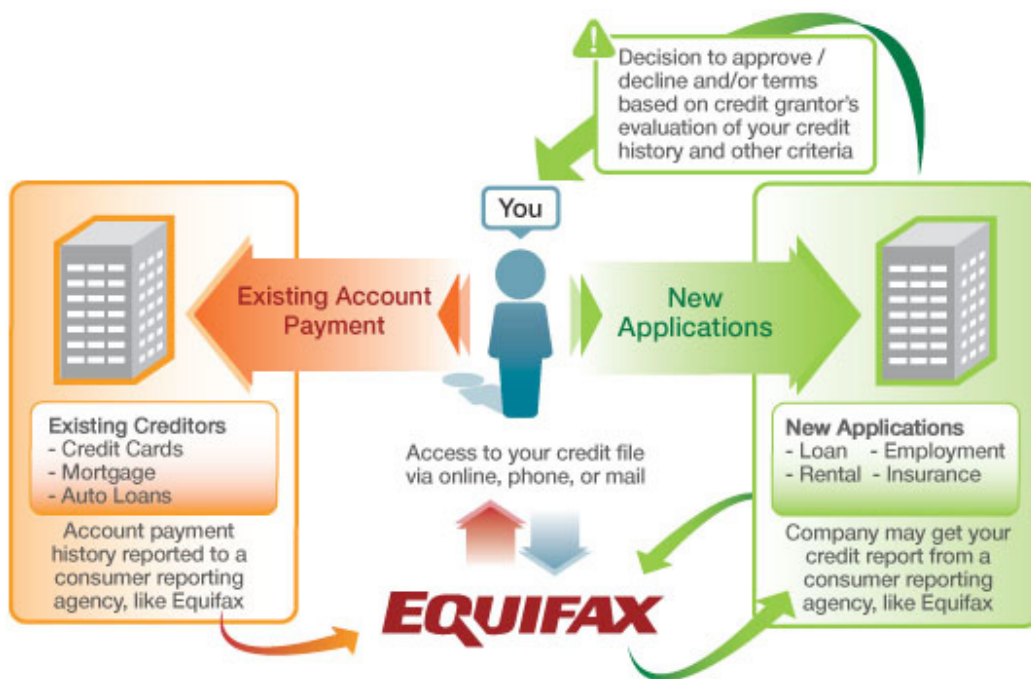 Decision to approve /
decline and/or terms
based on credit grantor's
evaluation of your credit
history and other criteria
You
Existing Account
Payment
New
Applications
Existing Creditors
- Credit Cards
- Mortgage
- Auto Loans
Account payment
history reported to a
consumer reporting
agency, like Equifax
Access to your credit file
via online, phone, or mail
New Applications
- Loan - Employment
- Rental - Insurance
Company may get your
credit report from a
consumer reporting
agency, like Equifax
EQUIFAX